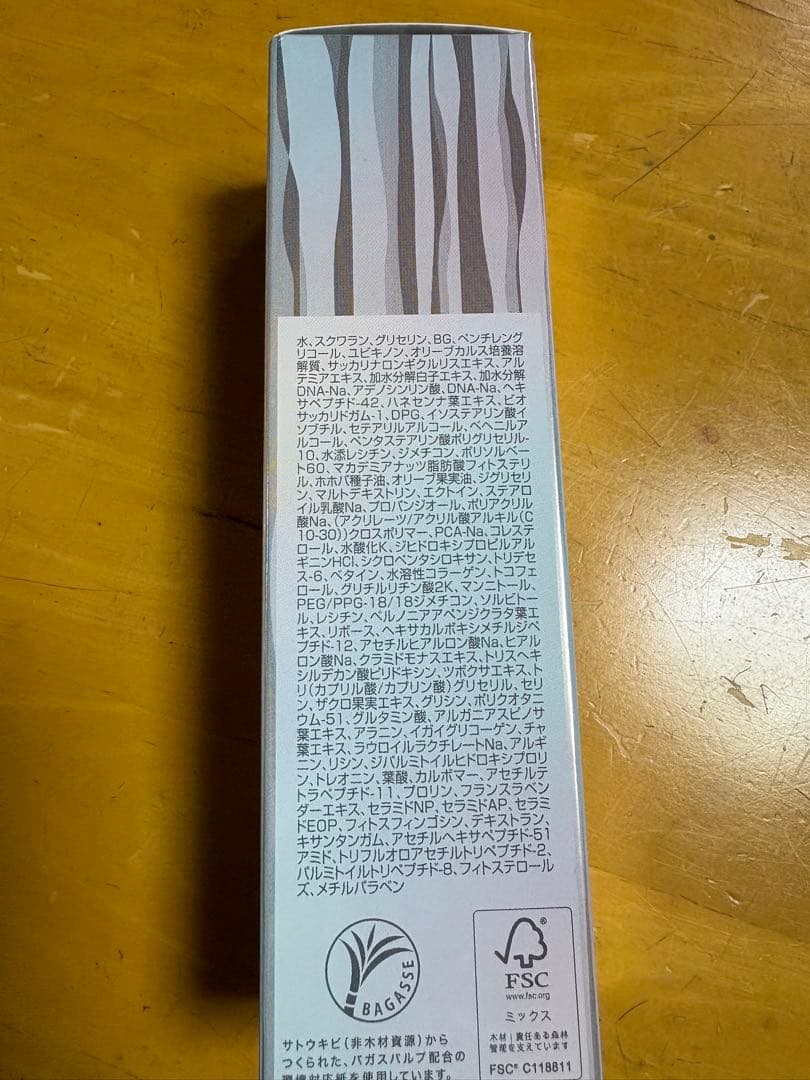 水、スクワラン、グリセリン、BG、ペンチレング
リコール、ユビキノン、オリーブカルス培養溶
解質、サッカリナロンギクルリスエキス、アル
テミアエキス、加水分解白子エキス、加水分解
DNA-Na、アデノシンリン酸、DNA-Na、ヘキ
サペプチド-42、ハネセンナ葉エキス、ビオ
サッカリドガム-1、DPG、イソステアリン酸イ
ソブチル、セテアリルアルコール、ベヘニルア
ルコール、ペンタステアリン酸ポリグリセリル-
10、水添レシチン、ジメチコン、ポリソルベ
ート60、マカデミアナッツ脂肪酸フィトステリ
ル、ホホバ種子油、オリーブ果実油、ジグリセリ
ン、マルトデキストリン、エクトイン、ステアロ
イル乳酸Na、プロパンジオール、ポリアクリル
酸Na、(アクリレーツ/アクリル酸アルキル(C
10-30))クロスポリマー、PCA-Na、コレステ
ロール、水酸化K、ジヒドロキシプロピルアル
ギニンHCl、シクロペンタシロキサン、トリデセ
ス-6、ベタイン、水溶性コラーゲン、トコフェ
ロール、グリチルリチン酸2K、マンニトール、
PEG/PPG-18/18ジメチコン、ソルビトー
ル、レシチン、ベルノニアアペンジクラタ葉エ
キス、リボース、ヘキサカルボキシメチルジペ
プチド-12、アセチルヒアルロン酸Na、ヒアル
ロン酸Na、クラミドモナスエキス、トリスヘキ
シルデカン酸ピリドキシン、ツボクサエキス、ト
リ(カプリル酸/カプリン酸)グリセリル、セリ
ン、ザクロ果実エキス、グリシン、ポリクオタニ
ウム-51、グルタミン酸、アルガニアスピノサ
葉エキス、アラニン、イガイグリコーゲン、チャ
葉エキス、ラウロイルラクチレートNa、アルギ
ニン、リシン、ジパルミトイルヒドロキシプロリ
ン、トレオニン、葉酸、カルボマー、アセチルテ
トラペプチド-11、プロリン、フランスラベン
ダーエキス、セラミドNP、セラミドAP、セラミ
ドEOP、フィトスフィンゴシン、デキストラン、
キサンタンガム、アセチルヘキサペプチド-51
アミド、トリフルオロアセチルトリペプチド-2、
パルミトイルトリペプチド-8、フィトステロール
ズ、メチルパラベン
BAGASSE
サトウキビ(非木材資源)から
つくられた、バガスパルプ配合の
環境対応紙を使用しています。
FSC®
www.fsc.org
ミックス
木材|責任ある森林
管理を支えています
FSC® C118811